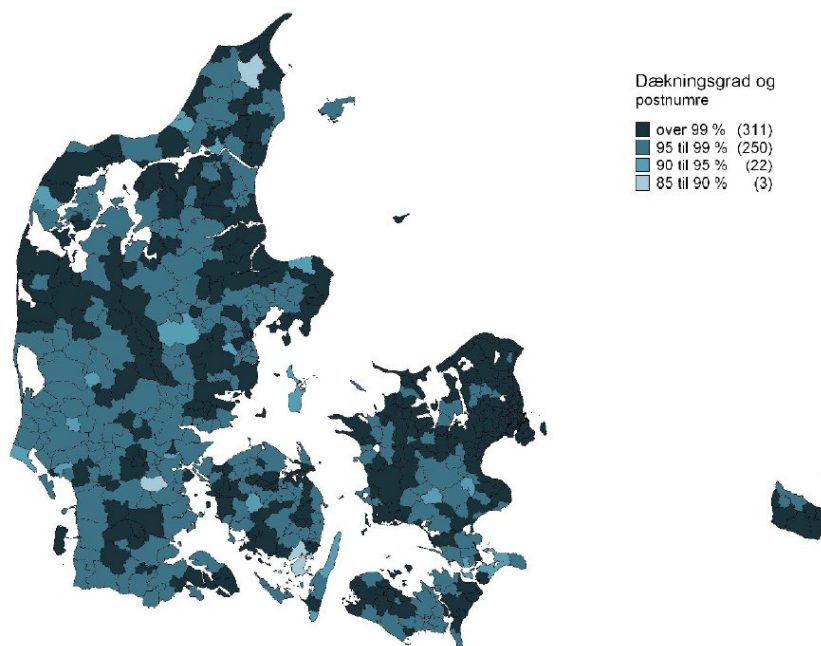 Dækningsgrad og
postnumre
over 99 % (311)
95 til 99 % (250)
90 til 95 % (22)
85 til 90 % (3)